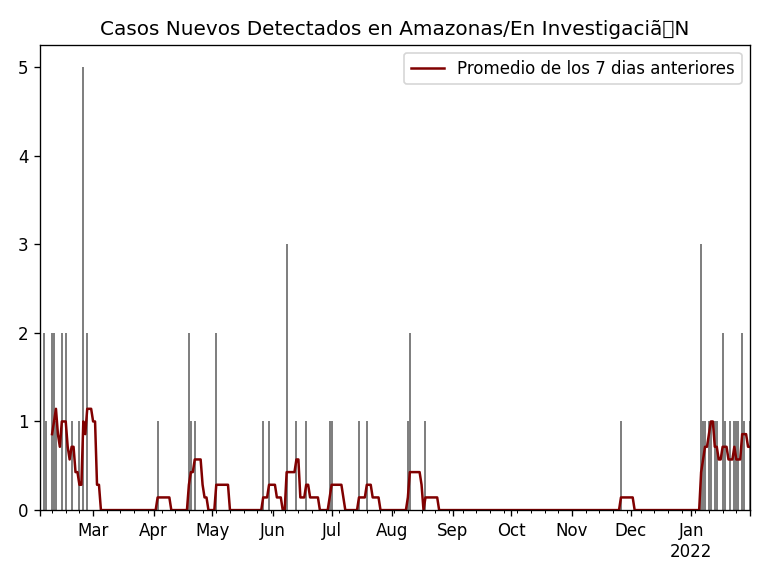 Casos Nuevos Detectados en Amazonas/En Investigaciã▯N
Promedio de los 7 dias anteriores
5
4
3
2
1
0
Mar Apr May Jun Jul Aug Sep Oct Nov Dec Jan
2022